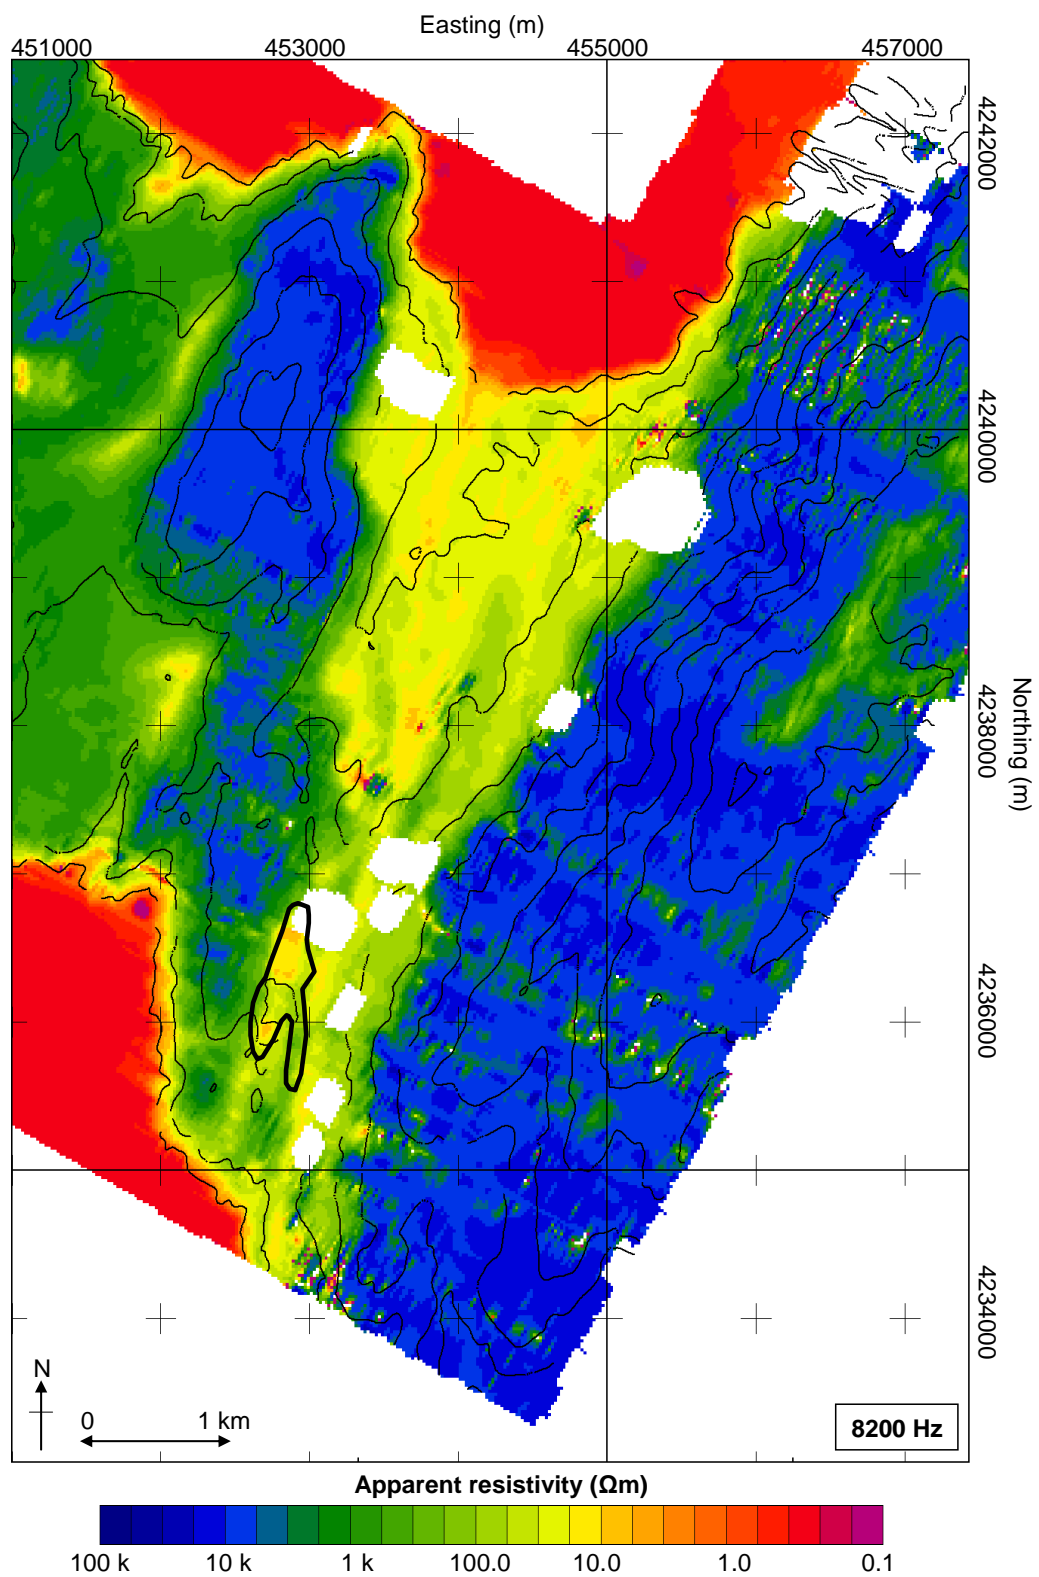 Easting (m)
451000 453000 455000 457000
4242000
4240000
4238000
4236000
4234000
Northing (m)
N
0 1 km
8200 Hz
Apparent resistivity (Ωm)
100 k 10 k 1 k 100.0 10.0 1.0 0.1